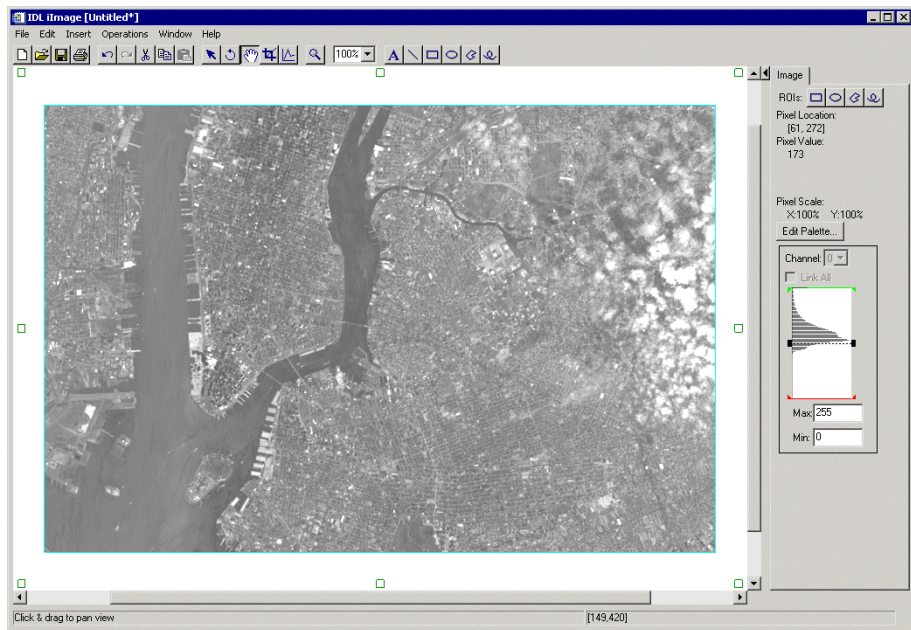 IDL iImage [Untitled*]
File Edit Insert Operations Window Help
100%
A
Image
ROIs:
Pixel Location:
[61, 272]
Pixel Value:
173
Pixel Scale:
X:100% Y:100%
Edit Palette...
Channel: 0
Link All
Max: 255
Min: 0
Click & drag to pan view
[149,420]